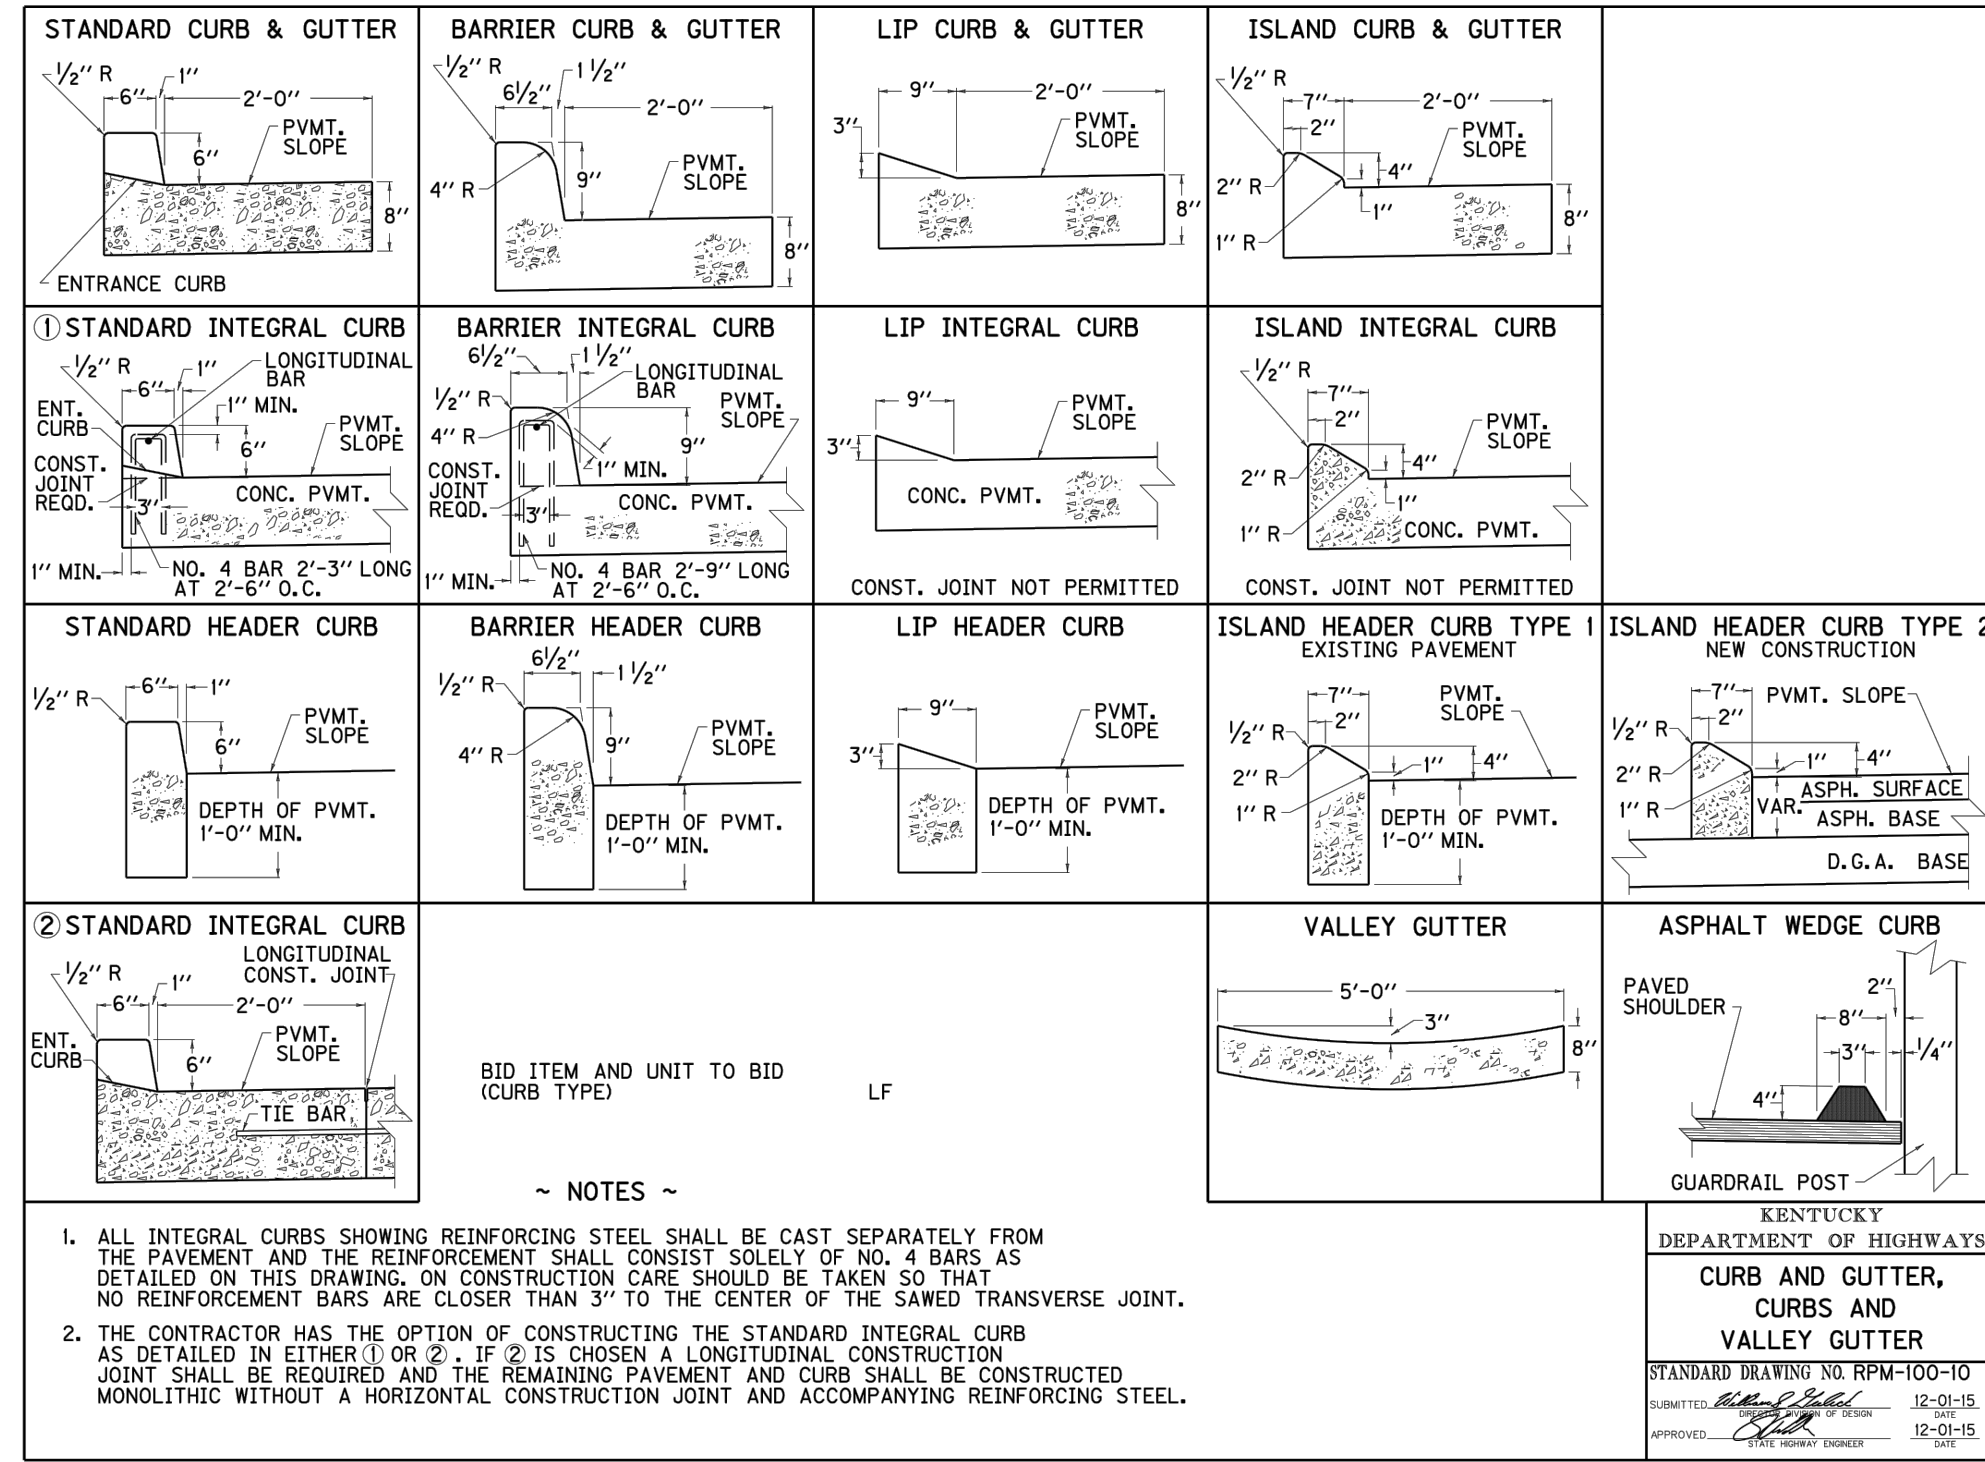 STANDARD CURB & GUTTER
1/2" R
1"
6"
2'-0"
PVMT.
SLOPE
6"
8"
ENTRANCE CURB
BARRIER CURB & GUTTER
1/2" R
1 1/2"
6 1/2"
2'-0"
PVMT.
SLOPE
4" R
9"
8"
LIP CURB & GUTTER
9"
2'-0"
3"
PVMT.
SLOPE
8"
ISLAND CURB & GUTTER
1/2" R
7"
2'-0"
2"
PVMT.
SLOPE
4"
2" R
1"
8"
1" R
① STANDARD INTEGRAL CURB
1/2" R
1"
LONGITUDINAL
BAR
6"
1" MIN.
ENT.
CURB
PVMT.
SLOPE
6"
CONST.
JOINT
REQD.
3"
CONC. PVMT.
1" MIN.
NO. 4 BAR 2'-3" LONG
AT 2'-6" O.C.
BARRIER INTEGRAL CURB
6 1/2"
1 1/2"
LONGITUDINAL
BAR
1/2" R
PVMT.
SLOPE
4" R
9"
1" MIN.
CONST.
JOINT
REQD.
3"
CONC. PVMT.
1" MIN.
NO. 4 BAR 2'-9" LONG
AT 2'-6" O.C.
LIP INTEGRAL CURB
9"
PVMT.
SLOPE
3"
CONC. PVMT.
CONST. JOINT NOT PERMITTED
ISLAND INTEGRAL CURB
1/2" R
7"
2"
PVMT.
SLOPE
4"
2" R
1"
1" R
CONC. PVMT.
CONST. JOINT NOT PERMITTED
STANDARD HEADER CURB
6"
1"
1/2" R
PVMT.
SLOPE
6"
DEPTH OF PVMT.
1'-0" MIN.
BARRIER HEADER CURB
6 1/2"
1 1/2"
1/2" R
PVMT.
SLOPE
4" R
9"
DEPTH OF PVMT.
1'-0" MIN.
LIP HEADER CURB
9"
PVMT.
SLOPE
3"
DEPTH OF PVMT.
1'-0" MIN.
ISLAND HEADER CURB TYPE 1
EXISTING PAVEMENT
7"
PVMT.
SLOPE
2"
1/2" R
1"
4"
2" R
1" R
DEPTH OF PVMT.
1'-0" MIN.
ISLAND HEADER CURB TYPE 2
NEW CONSTRUCTION
7"
PVMT. SLOPE
2"
1/2" R
1"
4"
2" R
ASPH. SURFACE
1" R
VAR.
ASPH. BASE
D.G.A. BASE
② STANDARD INTEGRAL CURB
LONGITUDINAL
CONST. JOINT
1/2" R
1"
6"
2'-0"
ENT.
CURB
PVMT.
SLOPE
6"
TIE BAR
BID ITEM AND UNIT TO BID
(CURB TYPE) LF
VALLEY GUTTER
5'-0"
3"
8"
ASPHALT WEDGE CURB
PAVED
SHOULDER
2"
8"
3"
1/4"
4"
GUARDRAIL POST
~ NOTES ~
1. ALL INTEGRAL CURBS SHOWING REINFORCING STEEL SHALL BE CAST SEPARATELY FROM
THE PAVEMENT AND THE REINFORCEMENT SHALL CONSIST SOLELY OF NO. 4 BARS AS
DETAILED ON THIS DRAWING. ON CONSTRUCTION CARE SHOULD BE TAKEN SO THAT
NO REINFORCEMENT BARS ARE CLOSER THAN 3" TO THE CENTER OF THE SAWED TRANSVERSE JOINT.
2. THE CONTRACTOR HAS THE OPTION OF CONSTRUCTING THE STANDARD INTEGRAL CURB
AS DETAILED IN EITHER ① OR ②. IF ② IS CHOSEN A LONGITUDINAL CONSTRUCTION
JOINT SHALL BE REQUIRED AND THE REMAINING PAVEMENT AND CURB SHALL BE CONSTRUCTED
MONOLITHIC WITHOUT A HORIZONTAL CONSTRUCTION JOINT AND ACCOMPANYING REINFORCING STEEL.
KENTUCKY
DEPARTMENT OF HIGHWAYS
CURB AND GUTTER,
CURBS AND
VALLEY GUTTER
STANDARD DRAWING NO. RPM-100-10
SUBMITTED 12-01-15
DIRECTOR DIVISION OF DESIGN DATE
APPROVED 12-01-15
STATE HIGHWAY ENGINEER DATE